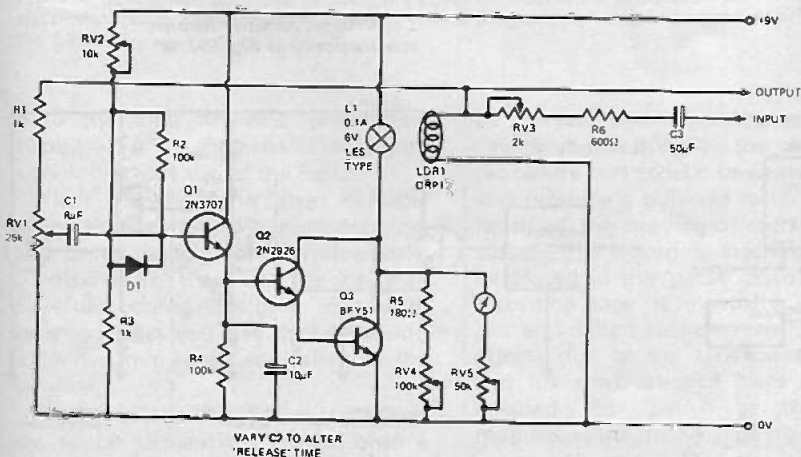 +9V
RV2
10k
OUTPUT
R1
1k
L1
0.1A
6V
LES
TYPE
INPUT
RV3
2k
R6
600Ω
C3
50µF
R2
100k
LDR1
Q1
2N3707
RV1
25k
C1
8µF
Q2
2N2926
D1
Q3
BFY51
R5
180Ω
R3
1k
R4
100k
C2
10µF
RV4
100k
RV5
50k
0V
VARY C2 TO ALTER
'RELEASE' TIME